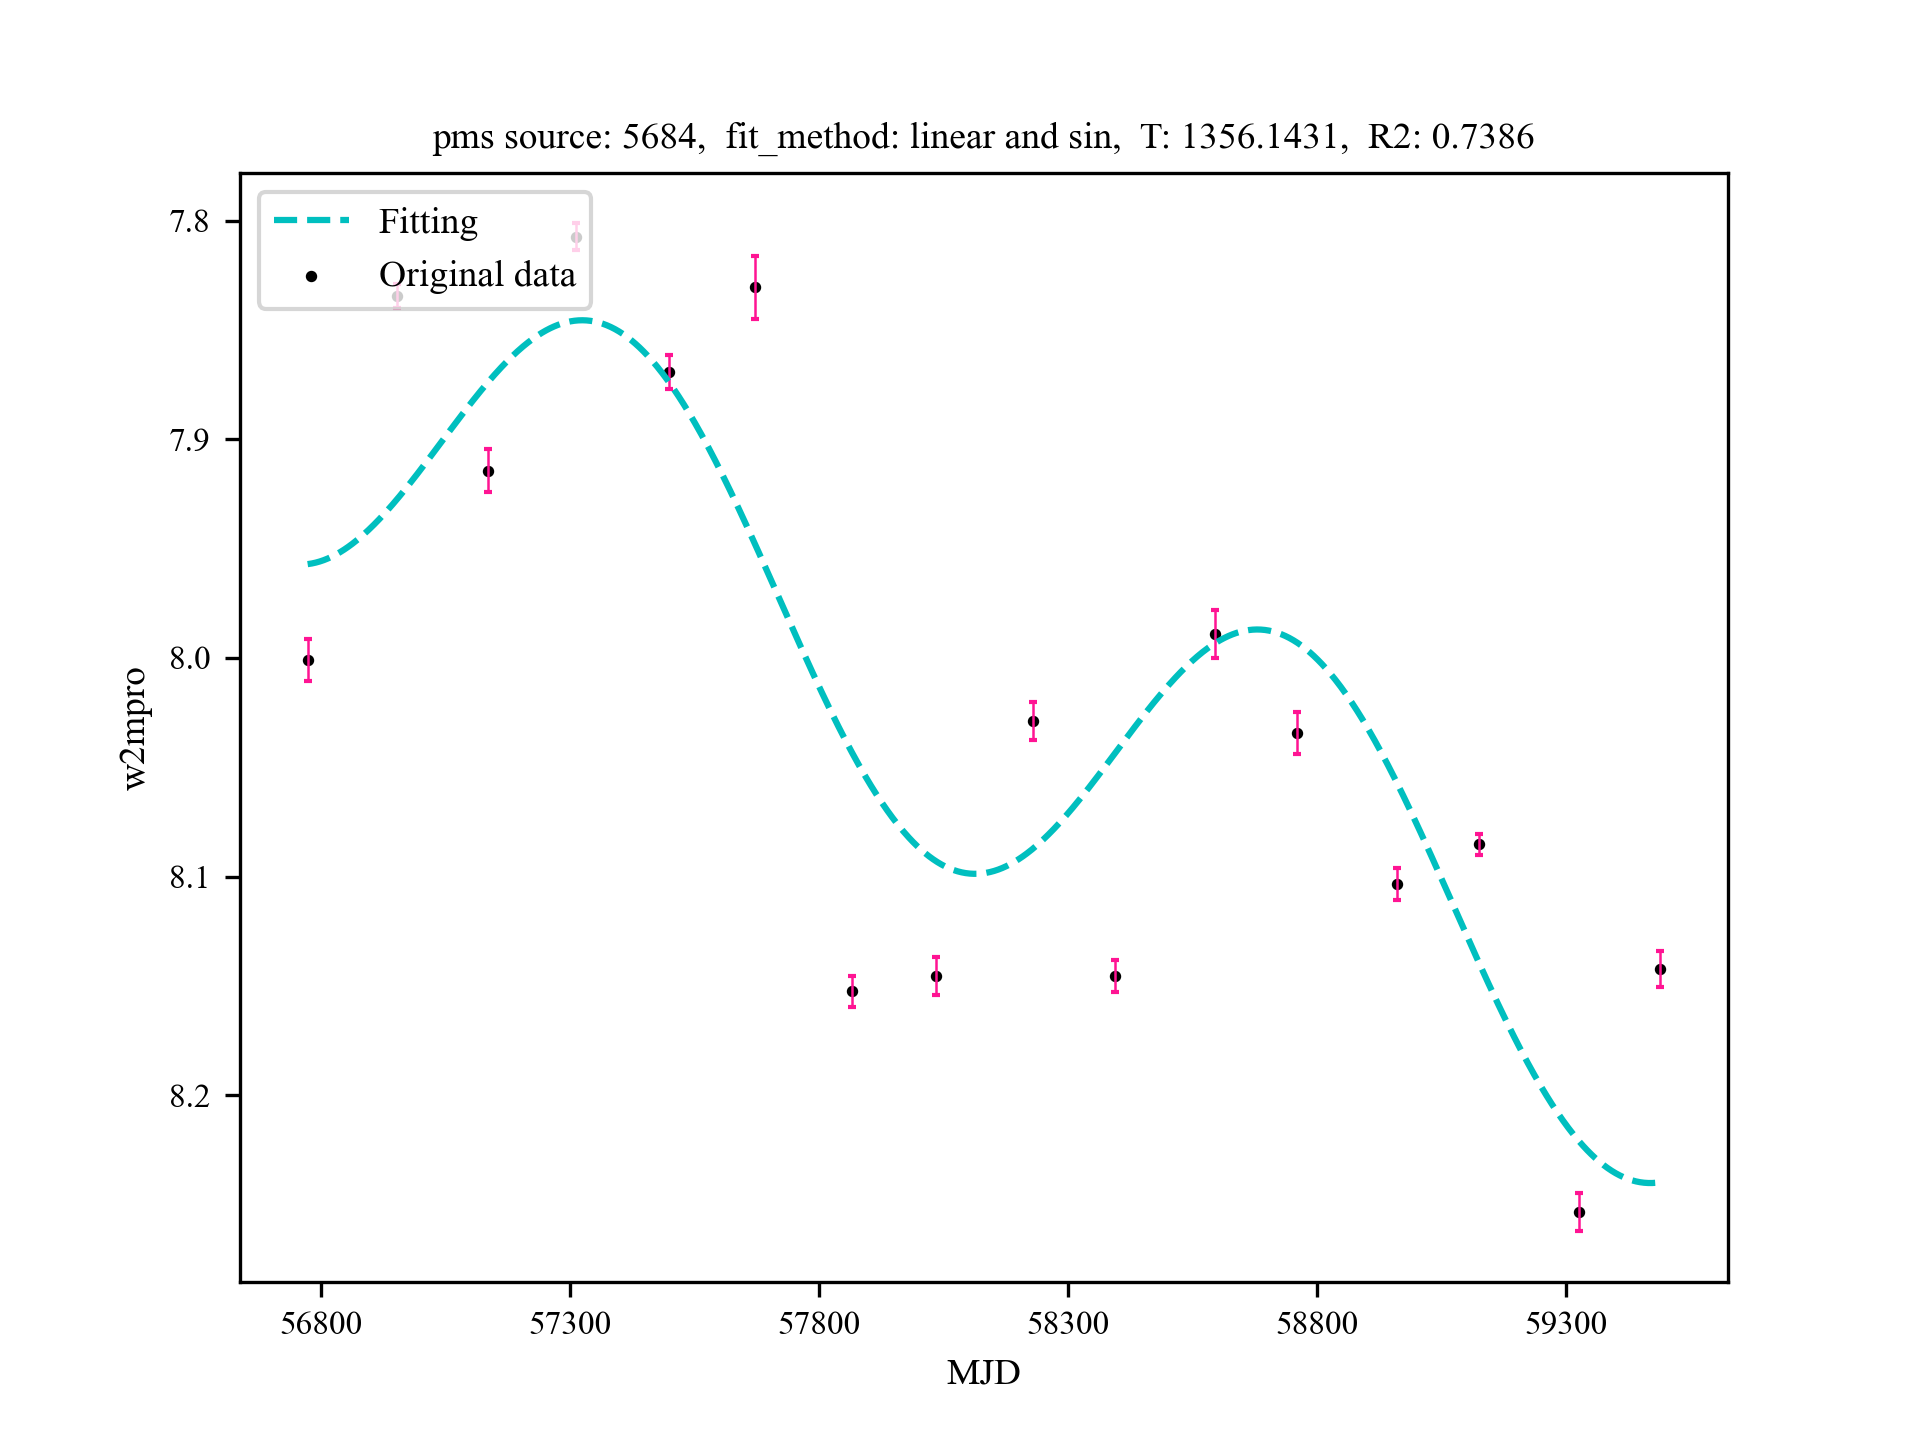 pms source: 5684,  fit_method: linear and sin,  T: 1356.1431,  R2: 0.7386
Fitting
Original data
7.8
7.9
8.0
8.1
8.2
w2mpro
56800 57300 57800 58300 58800 59300
MJD